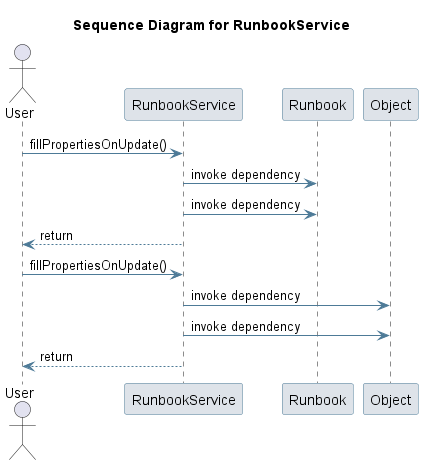 Sequence Diagram for RunbookService
User
RunbookService
Runbook
Object
fillPropertiesOnUpdate()
invoke dependency
invoke dependency
return
fillPropertiesOnUpdate()
invoke dependency
invoke dependency
return
User
RunbookService
Runbook
Object